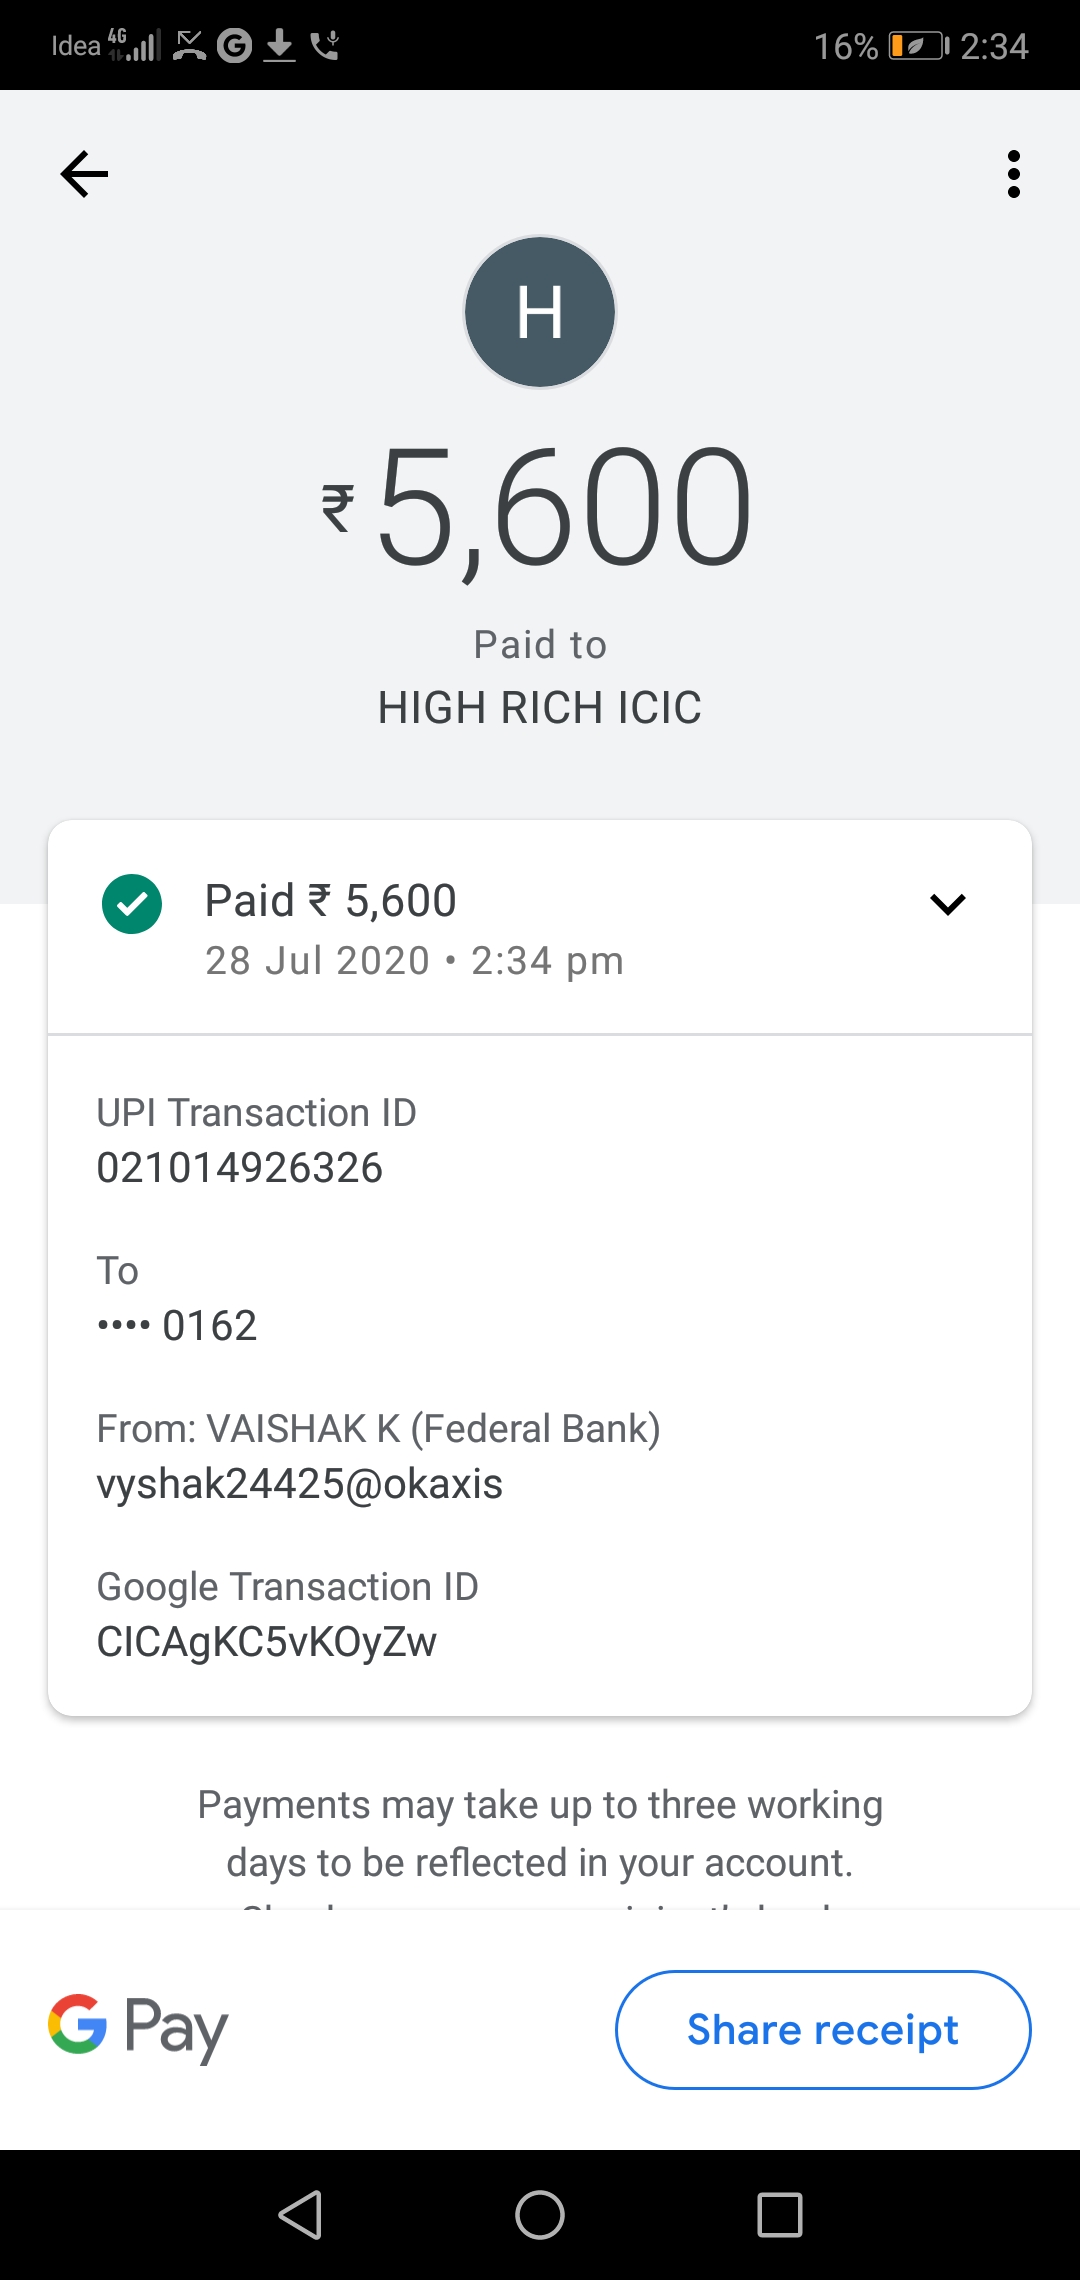 Idea 4G 16% 2:34
H
₹5,600
Paid to
HIGH RICH ICIC
Paid ₹ 5,600
28 Jul 2020 • 2:34 pm
UPI Transaction ID
021014926326
To
•••• 0162
From: VAISHAK K (Federal Bank)
vyshak24425@okaxis
Google Transaction ID
CICAgKC5vKOyZw
Payments may take up to three working
days to be reflected in your account.
G Pay
Share receipt